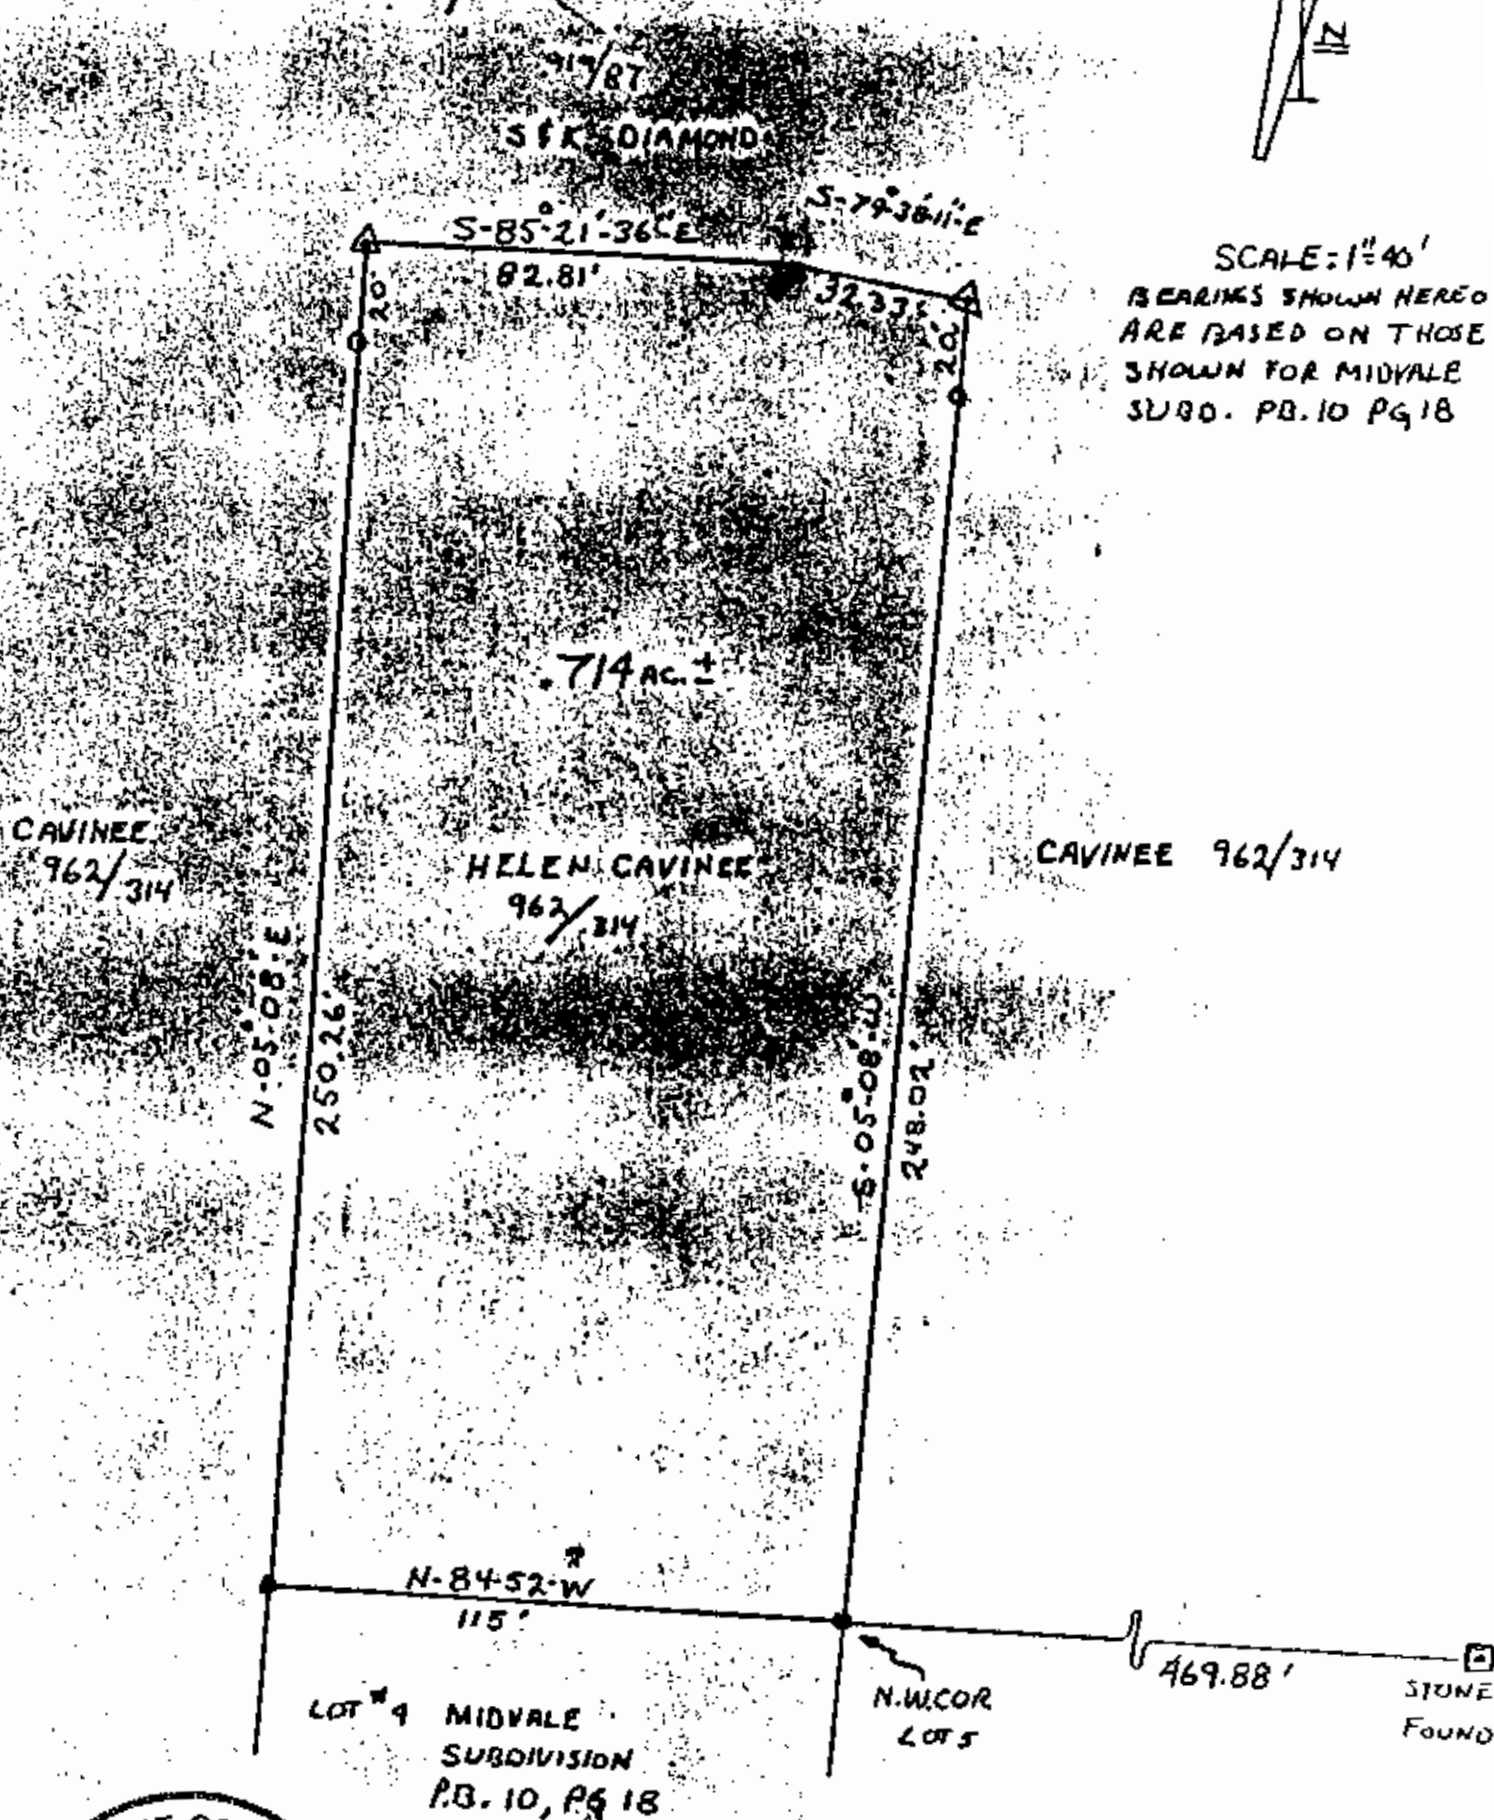 N
919/87
S & K DIAMOND
S-85°-21'-36"E
82.81'
S-79°-38'-11"-E
32.33'
20'
20'
SCALE: 1"=40'
BEARINGS SHOWN HEREO
ARE BASED ON THOSE
SHOWN FOR MIDVALE
SUBD. PB. 10 PG 18
.714 AC. ±
CAVINEE
962/314
HELEN CAVINEE
962/314
CAVINEE 962/314
N-05°-08'-E
250.26'
S-05°-08'-W
248.02'
N-84-52-W
115'
469.88'
STONE
FOUND
N.W.COR
LOT 5
LOT #4 MIDVALE
SUBDIVISION
P.B. 10, PG 18